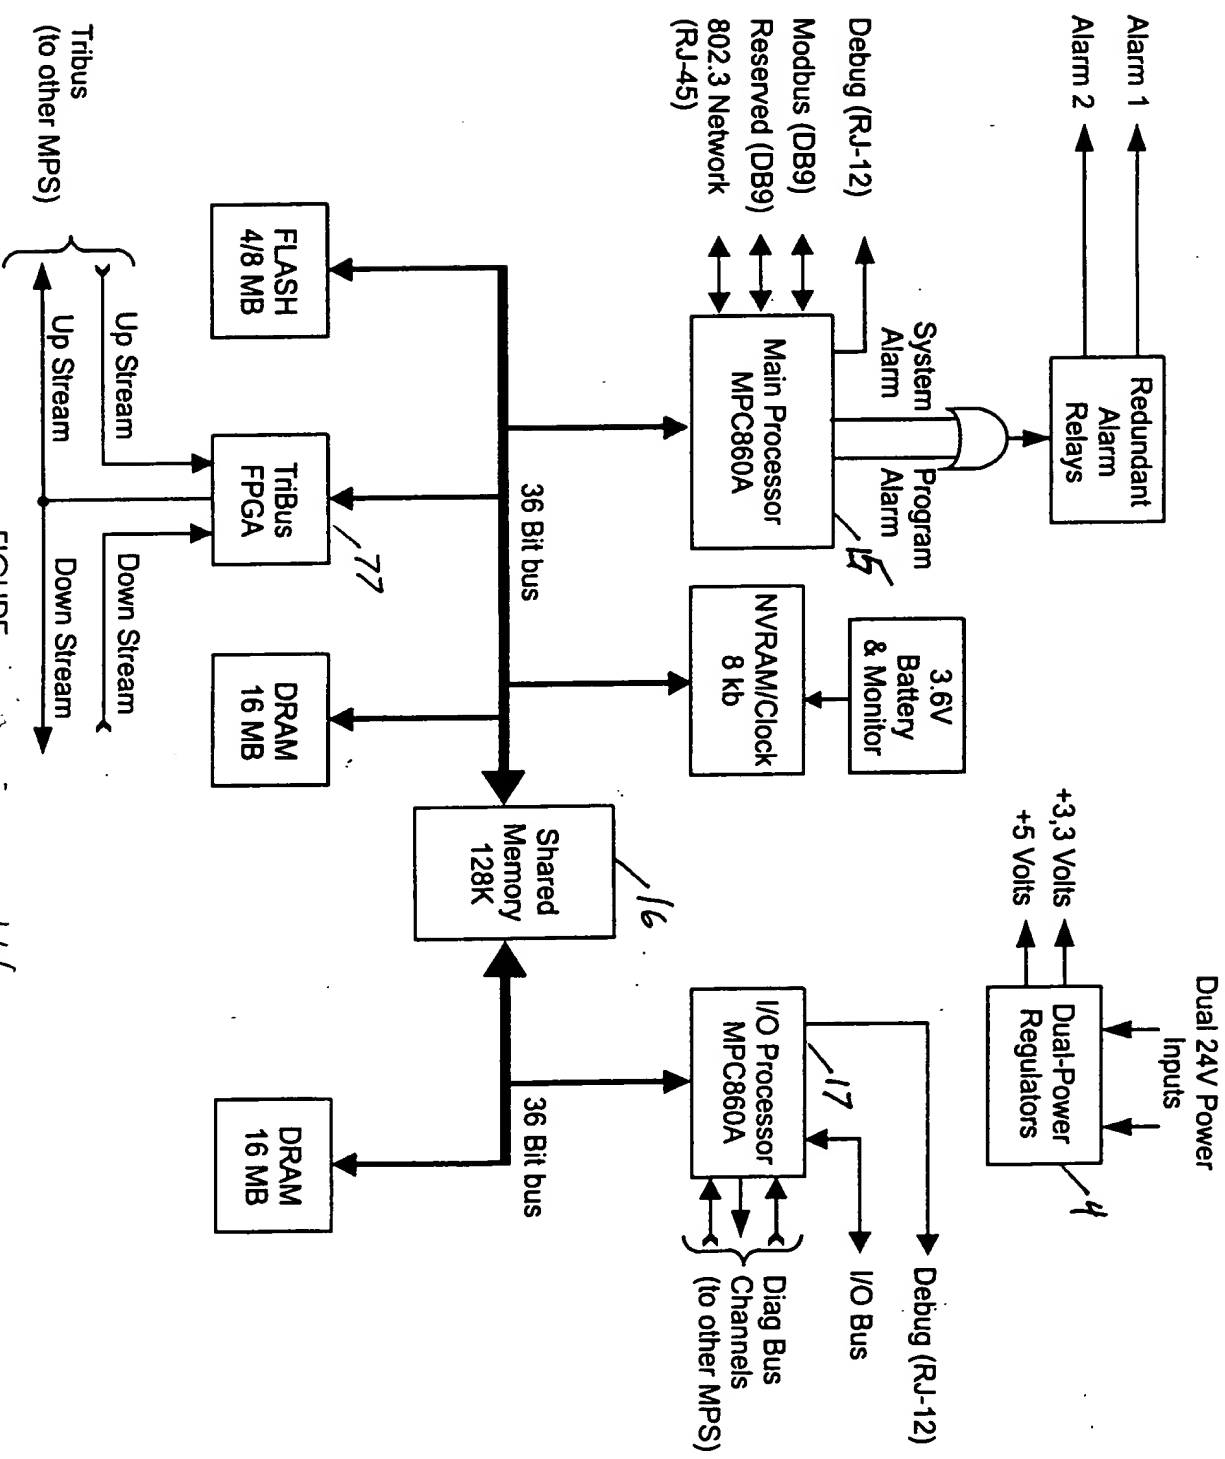 Dual 24V Power
Inputs
Alarm 1
Alarm 2
Redundant
Alarm
Relays
+3,3 Volts
+5 Volts
Dual-Power
Regulators
4
System
Alarm
Program
Alarm
3.6V
Battery
& Monitor
Debug (RJ-12)
Modbus (DB9)
Reserved (DB9)
802.3 Network
(RJ-45)
Main Processor
MPC860A
15
NVRAM/Clock
8 kb
I/O Processor
MPC860A
17
Debug (RJ-12)
I/O Bus
Diag Bus
Channels
(to other MPS)
36 Bit bus
Shared
Memory
128K
16
36 Bit bus
FLASH
4/8 MB
TriBus
FPGA
77
DRAM
16 MB
DRAM
16 MB
Tribus
(to other MPS)
Up Stream
Down Stream
Up Stream
Down Stream
FIGURE